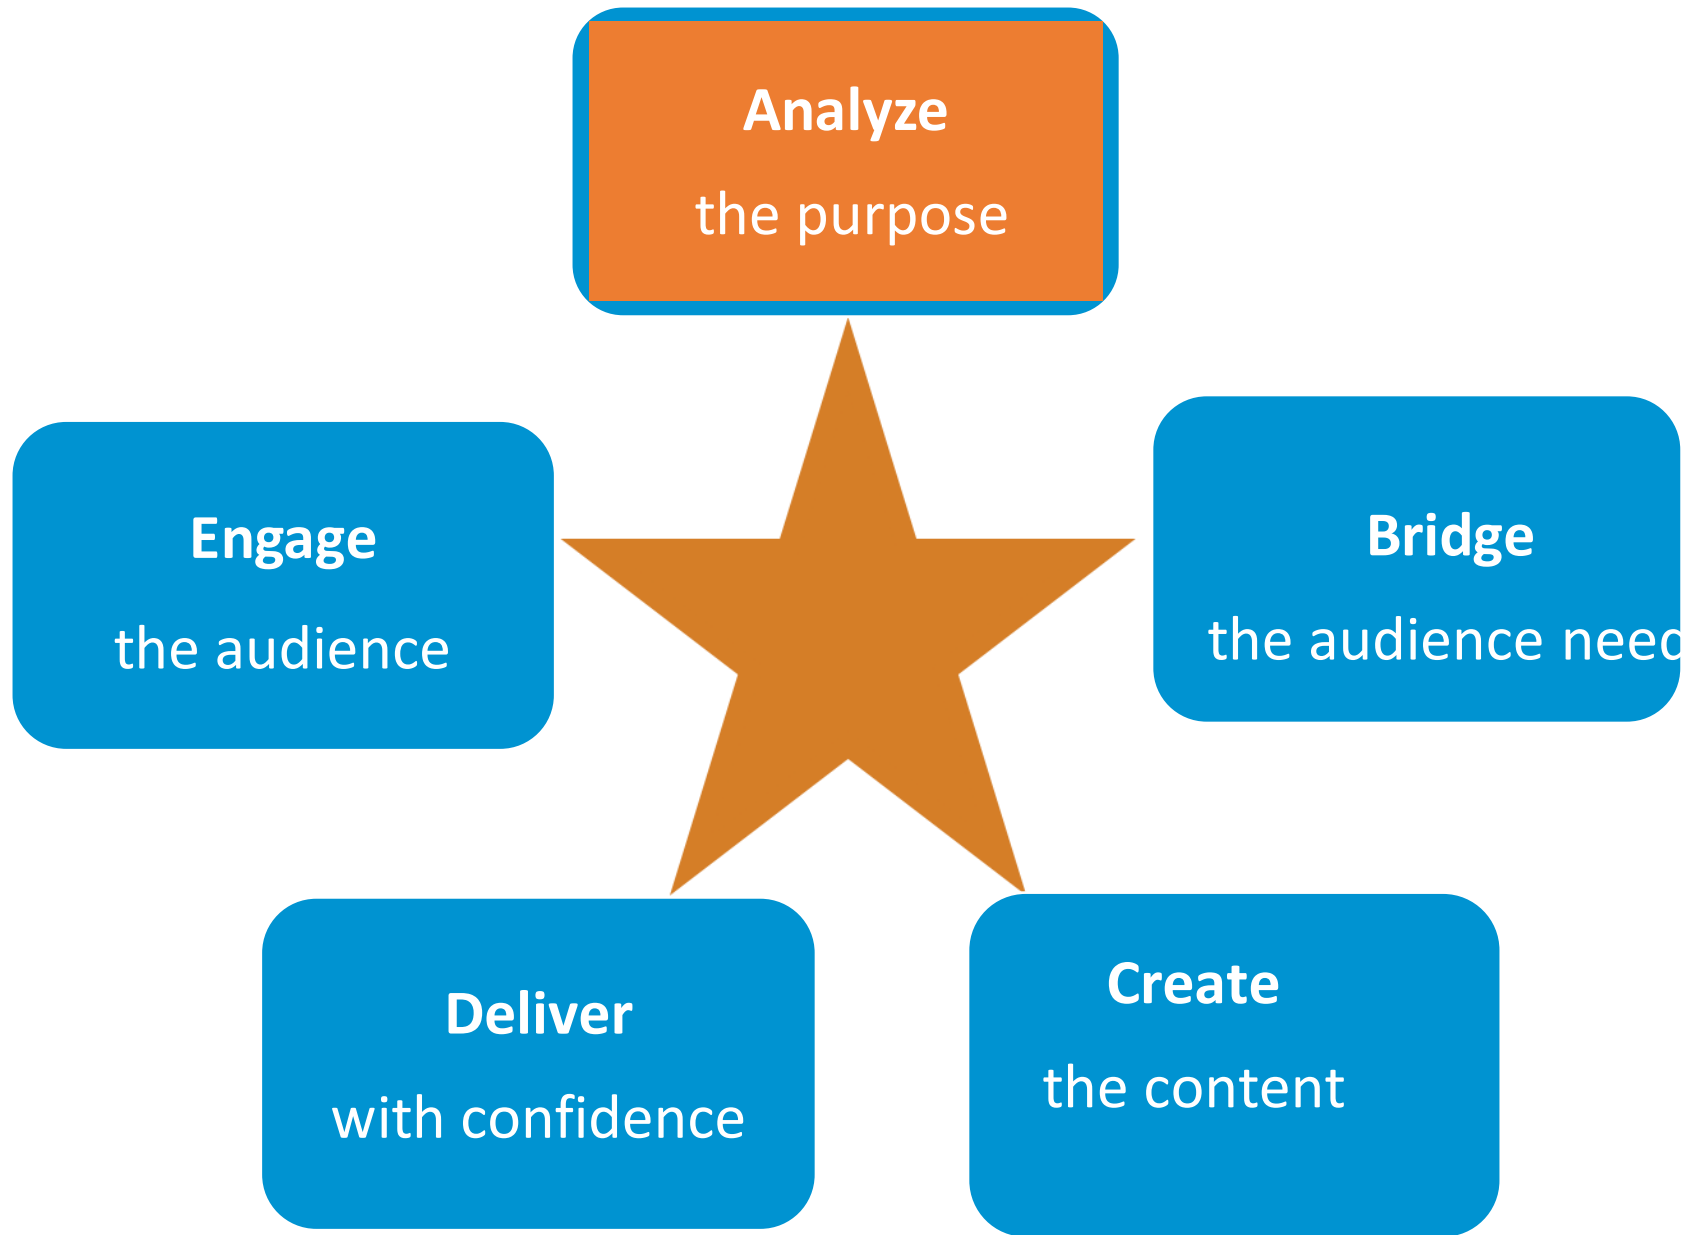 Analyze
the purpose
Bridge
the audience need
Create
the content
Deliver
with confidence
Engage
the audience